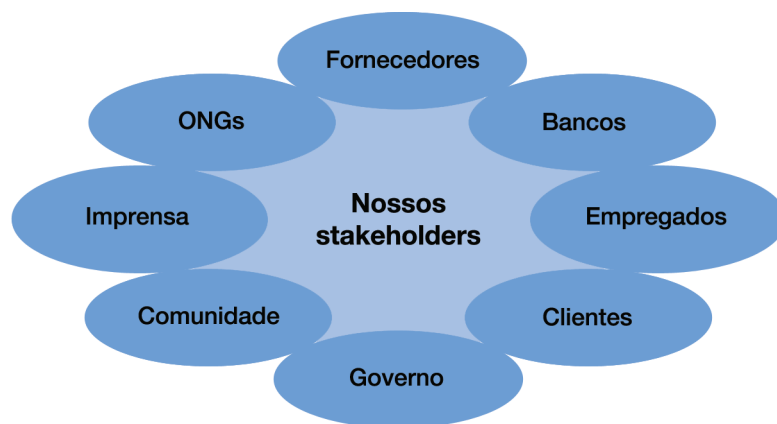 Fornecedores
ONGs
Bancos
Imprensa
Nossos
stakeholders
Empregados
Comunidade
Clientes
Governo